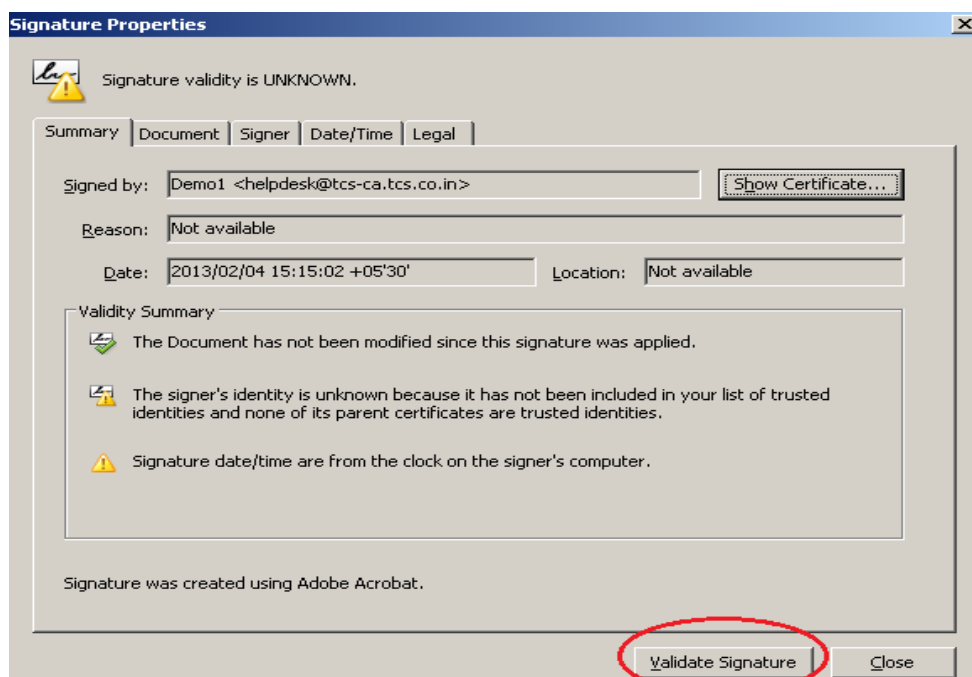 Signature Properties
Signature validity is UNKNOWN.
Summary Document Signer Date/Time Legal
Signed by: Demo1 <helpdesk@tcs-ca.tcs.co.in> Show Certificate...
Reason: Not available
Date: 2013/02/04 15:15:02 +05'30' Location: Not available
Validity Summary
The Document has not been modified since this signature was applied.
The signer's identity is unknown because it has not been included in your list of trusted
identities and none of its parent certificates are trusted identities.
Signature date/time are from the clock on the signer's computer.
Signature was created using Adobe Acrobat.
Validate Signature Close